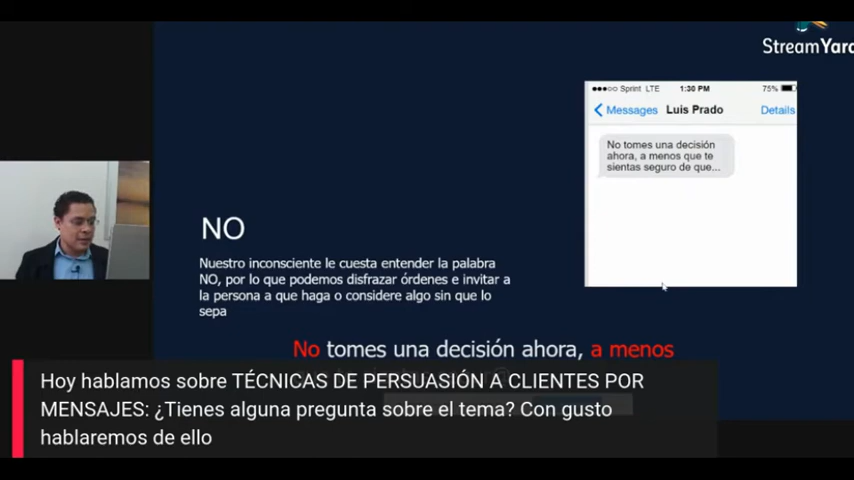 StreamYard
Sprint LTE 1:30 PM 75%
Messages Luis Prado Details
No tomes una decisión
ahora, a menos que te
sientas seguro de que...
NO
Nuestro inconsciente le cuesta entender la palabra
NO, por lo que podemos disfrazar órdenes e invitar a
la persona a que haga o considere algo sin que lo
sepa
No tomes una decisión ahora, a menos
Hoy hablamos sobre TÉCNICAS DE PERSUASIÓN A CLIENTES POR
MENSAJES: ¿Tienes alguna pregunta sobre el tema? Con gusto
hablaremos de ello